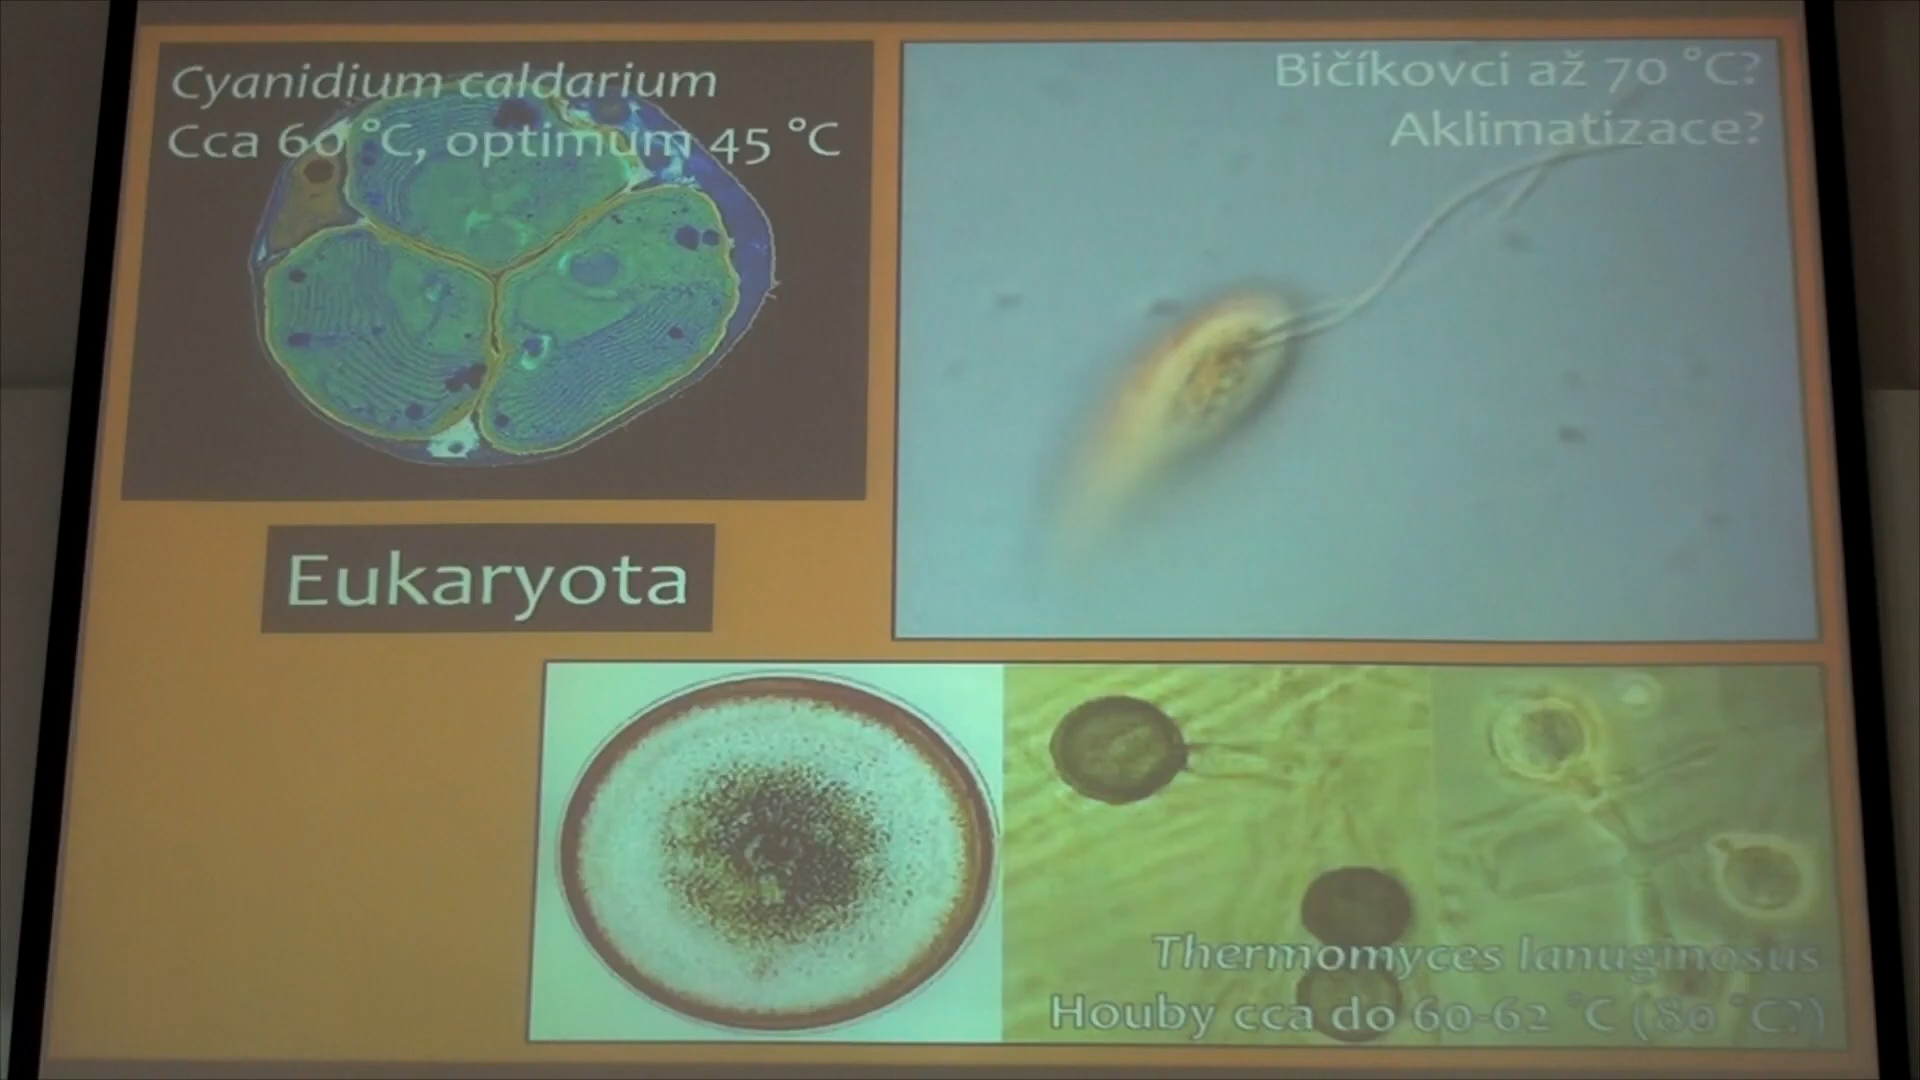 Cyanidium caldarium
Cca 60 °C, optimum 45 °C
Bičíkovci až 70 °C?
Aklimatizace?
Eukaryota
Thermomyces lanuginosus
Houby cca do 60-62 °C (80 °C?)